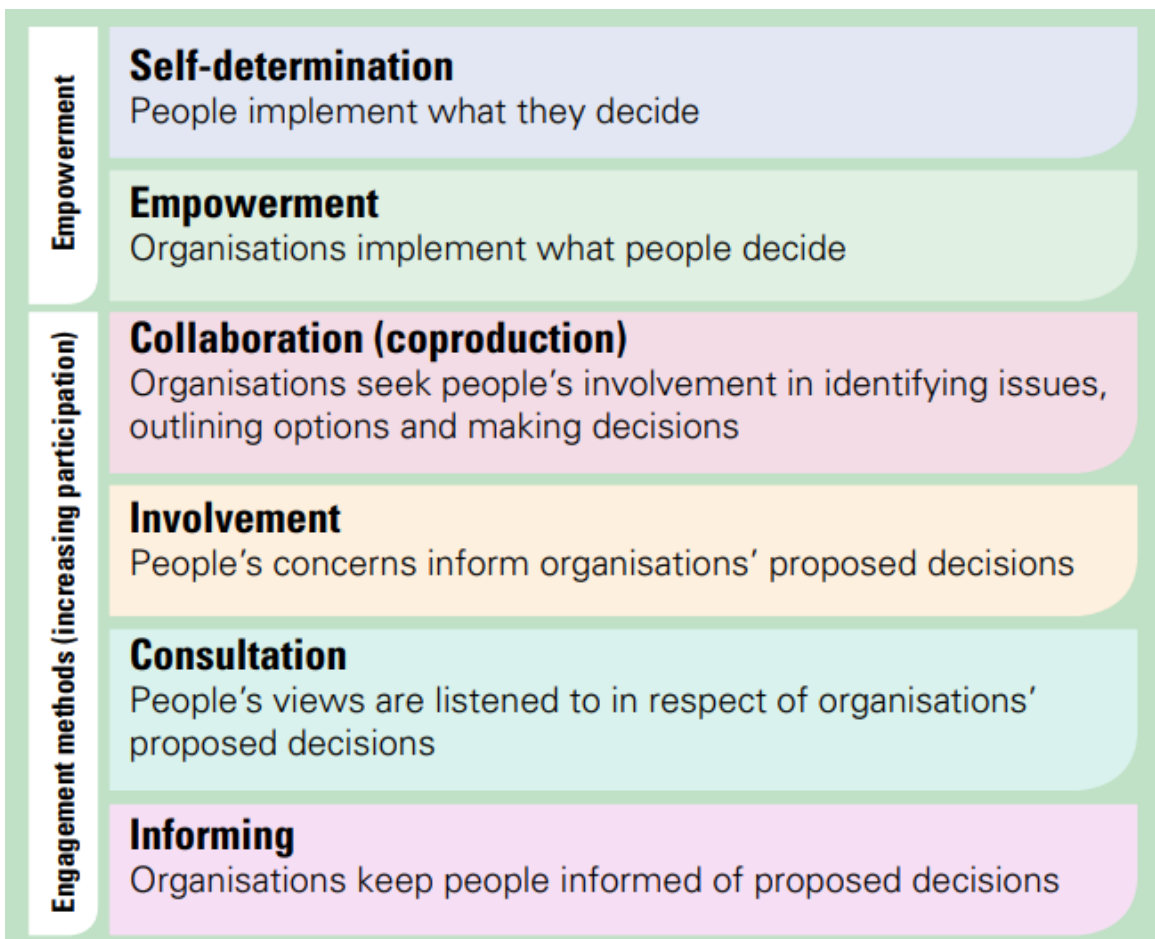 Empowerment
Self-determination
People implement what they decide
Empowerment
Organisations implement what people decide
Engagement methods (increasing participation)
Collaboration (coproduction)
Organisations seek people's involvement in identifying issues,
outlining options and making decisions
Involvement
People's concerns inform organisations' proposed decisions
Consultation
People's views are listened to in respect of organisations'
proposed decisions
Informing
Organisations keep people informed of proposed decisions